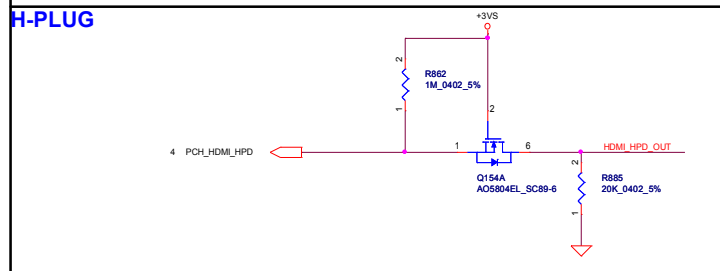 H-PLUG
+3VS
2
R862
1M_0402_5%
1
2
4 PCH_HDMI_HPD
1
6
HDMI_HPD_OUT
Q154A
AO5804EL_SC89-6
2
R885
20K_0402_5%
1